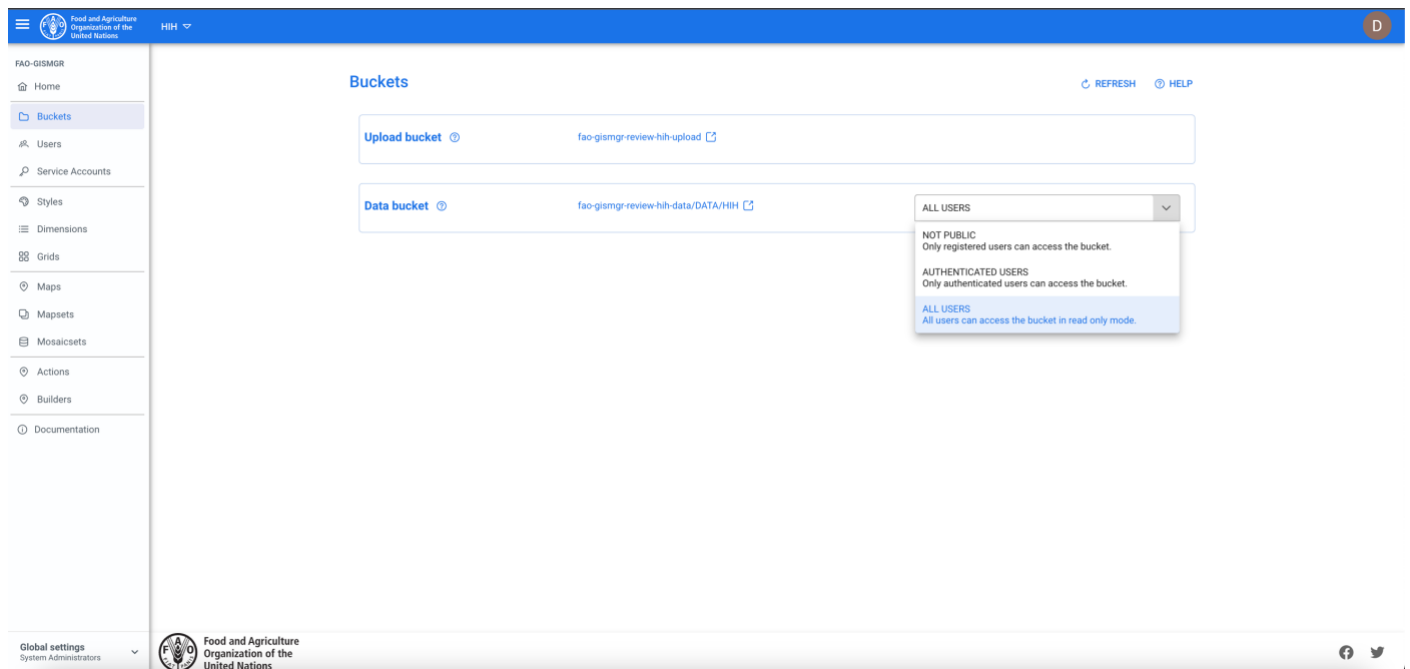 Food and Agriculture
Organization of the
United Nations
HIH
D
FAO-GISMGR
Home
Buckets
Users
Service Accounts
Styles
Dimensions
Grids
Maps
Mapsets
Mosaicsets
Actions
Builders
Documentation
Global settings
System Administrators
Buckets
REFRESH
HELP
Upload bucket
fao-gismgr-review-hih-upload
Data bucket
fao-gismgr-review-hih-data/DATA/HIH
ALL USERS
NOT PUBLIC
Only registered users can access the bucket.
AUTHENTICATED USERS
Only authenticated users can access the bucket.
ALL USERS
All users can access the bucket in read only mode.
F A O
Food and Agriculture
Organization of the
United Nations